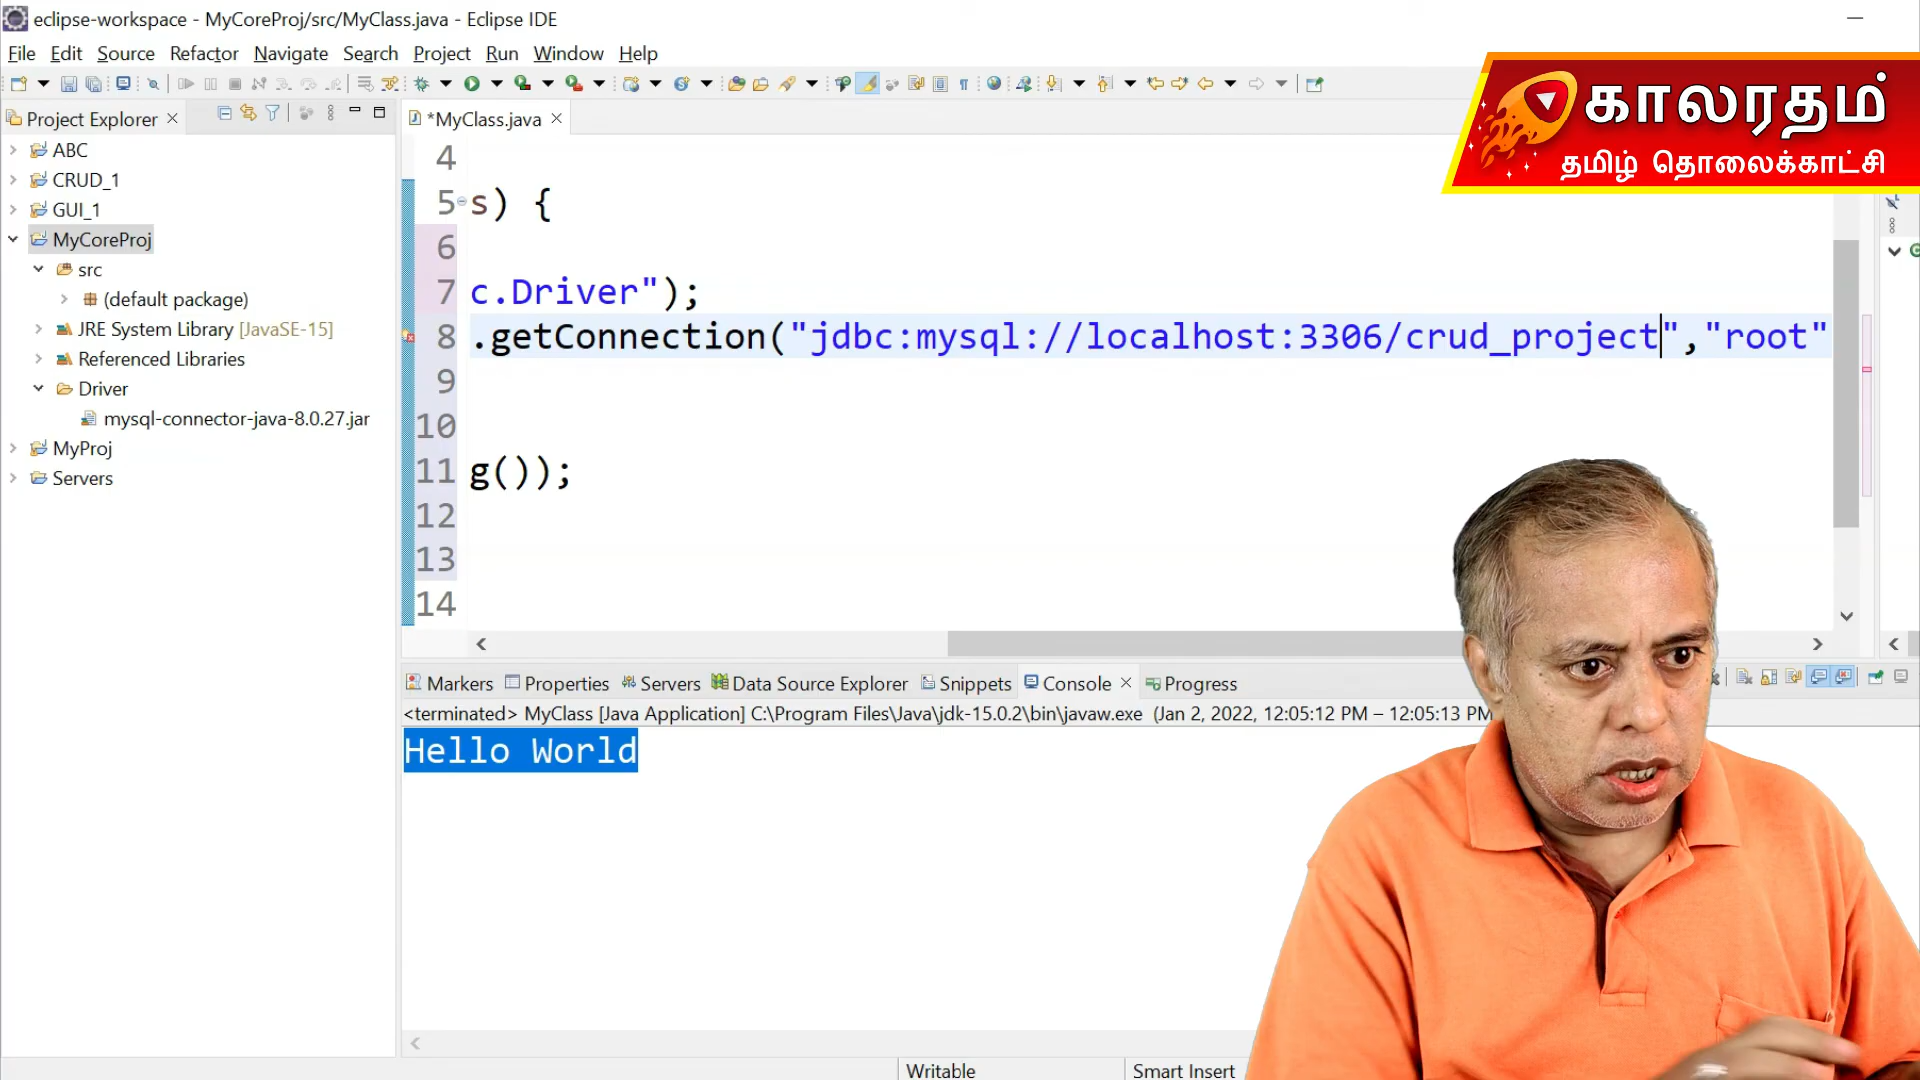 eclipse-workspace - MyCoreProj/src/MyClass.java - Eclipse IDE
File Edit Source Refactor Navigate Search Project Run Window Help
காலரதம்
தமிழ் தொலைக்காட்சி
Project Explorer
*MyClass.java
ABC
CRUD_1
GUI_1
MyCoreProj
src
(default package)
JRE System Library [JavaSE-15]
Referenced Libraries
Driver
mysql-connector-java-8.0.27.jar
MyProj
Servers
4
5 s) {
6
7 c.Driver");
8 .getConnection("jdbc:mysql://localhost:3306/crud_project","root"
9
10
11 g());
12
13
14
Markers Properties Servers Data Source Explorer Snippets Console Progress
<terminated> MyClass [Java Application] C:\Program Files\Java\jdk-15.0.2\bin\javaw.exe (Jan 2, 2022, 12:05:12 PM – 12:05:13 PM
Hello World
Writable Smart Insert